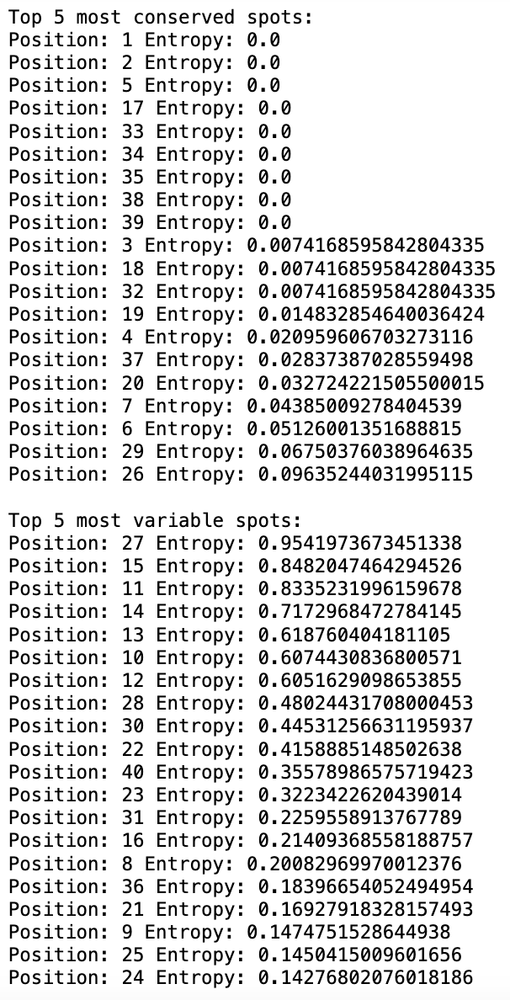 Top 5 most conserved spots:
Position: 1 Entropy: 0.0
Position: 2 Entropy: 0.0
Position: 5 Entropy: 0.0
Position: 17 Entropy: 0.0
Position: 33 Entropy: 0.0
Position: 34 Entropy: 0.0
Position: 35 Entropy: 0.0
Position: 38 Entropy: 0.0
Position: 39 Entropy: 0.0
Position: 3 Entropy: 0.0074168595842804335
Position: 18 Entropy: 0.0074168595842804335
Position: 32 Entropy: 0.0074168595842804335
Position: 19 Entropy: 0.014832854640036424
Position: 4 Entropy: 0.020959606703273116
Position: 37 Entropy: 0.02837387028559498
Position: 20 Entropy: 0.032724221505500015
Position: 7 Entropy: 0.04385009278404539
Position: 6 Entropy: 0.05126001351688815
Position: 29 Entropy: 0.06750376038964635
Position: 26 Entropy: 0.09635244031995115
Top 5 most variable spots:
Position: 27 Entropy: 0.9541973673451338
Position: 15 Entropy: 0.8482047464294526
Position: 11 Entropy: 0.8335231996159678
Position: 14 Entropy: 0.7172968472784145
Position: 13 Entropy: 0.618760404181105
Position: 10 Entropy: 0.6074430836800571
Position: 12 Entropy: 0.6051629098653855
Position: 28 Entropy: 0.48024431708000453
Position: 30 Entropy: 0.44531256631195937
Position: 22 Entropy: 0.4158885148502638
Position: 40 Entropy: 0.35578986575719423
Position: 23 Entropy: 0.3223422620439014
Position: 31 Entropy: 0.2259558913767789
Position: 16 Entropy: 0.21409368558188757
Position: 8 Entropy: 0.20082969970012376
Position: 36 Entropy: 0.18396654052494954
Position: 21 Entropy: 0.16927918328157493
Position: 9 Entropy: 0.1474751528644938
Position: 25 Entropy: 0.1450415009601656
Position: 24 Entropy: 0.14276802076018186